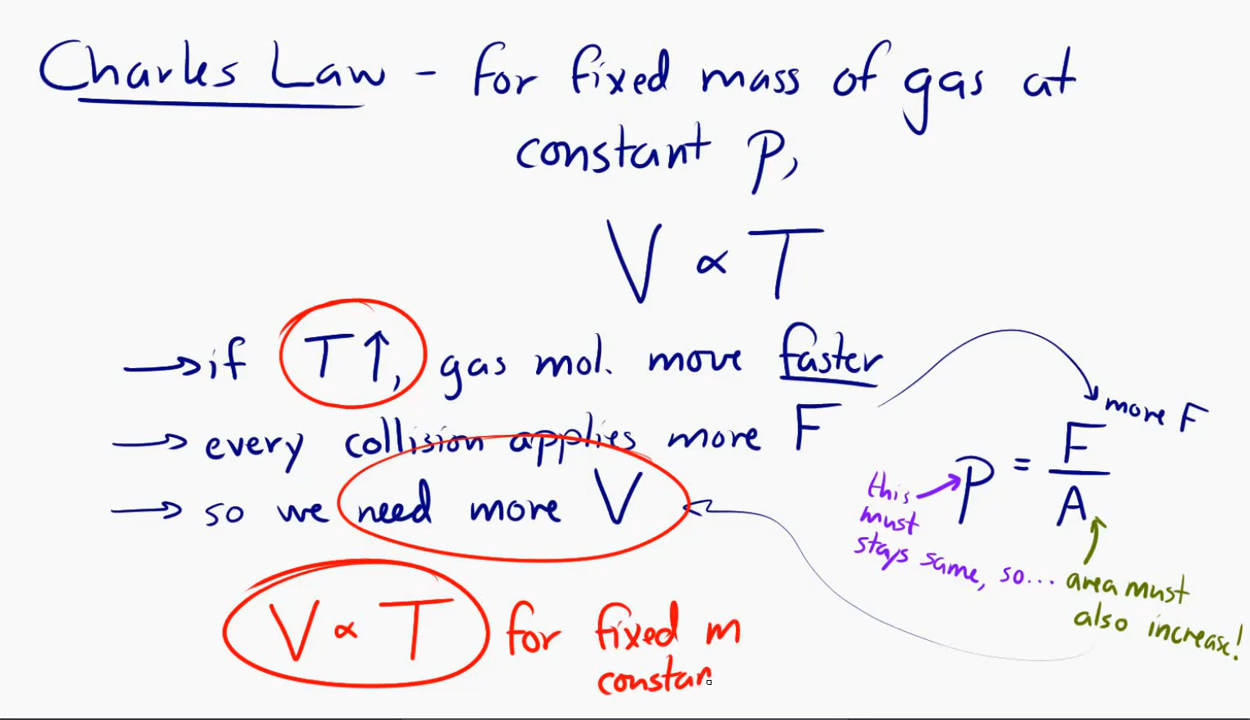 Charles Law - for fixed mass of gas at
constant P,
V ∝ T
→ if T↑, gas mol. move faster
→ every collision applies more F
→ so we need more V
more F
P = F/A
this
must
stays same, so...
area must
also increase!
V ∝ T for fixed m
constan